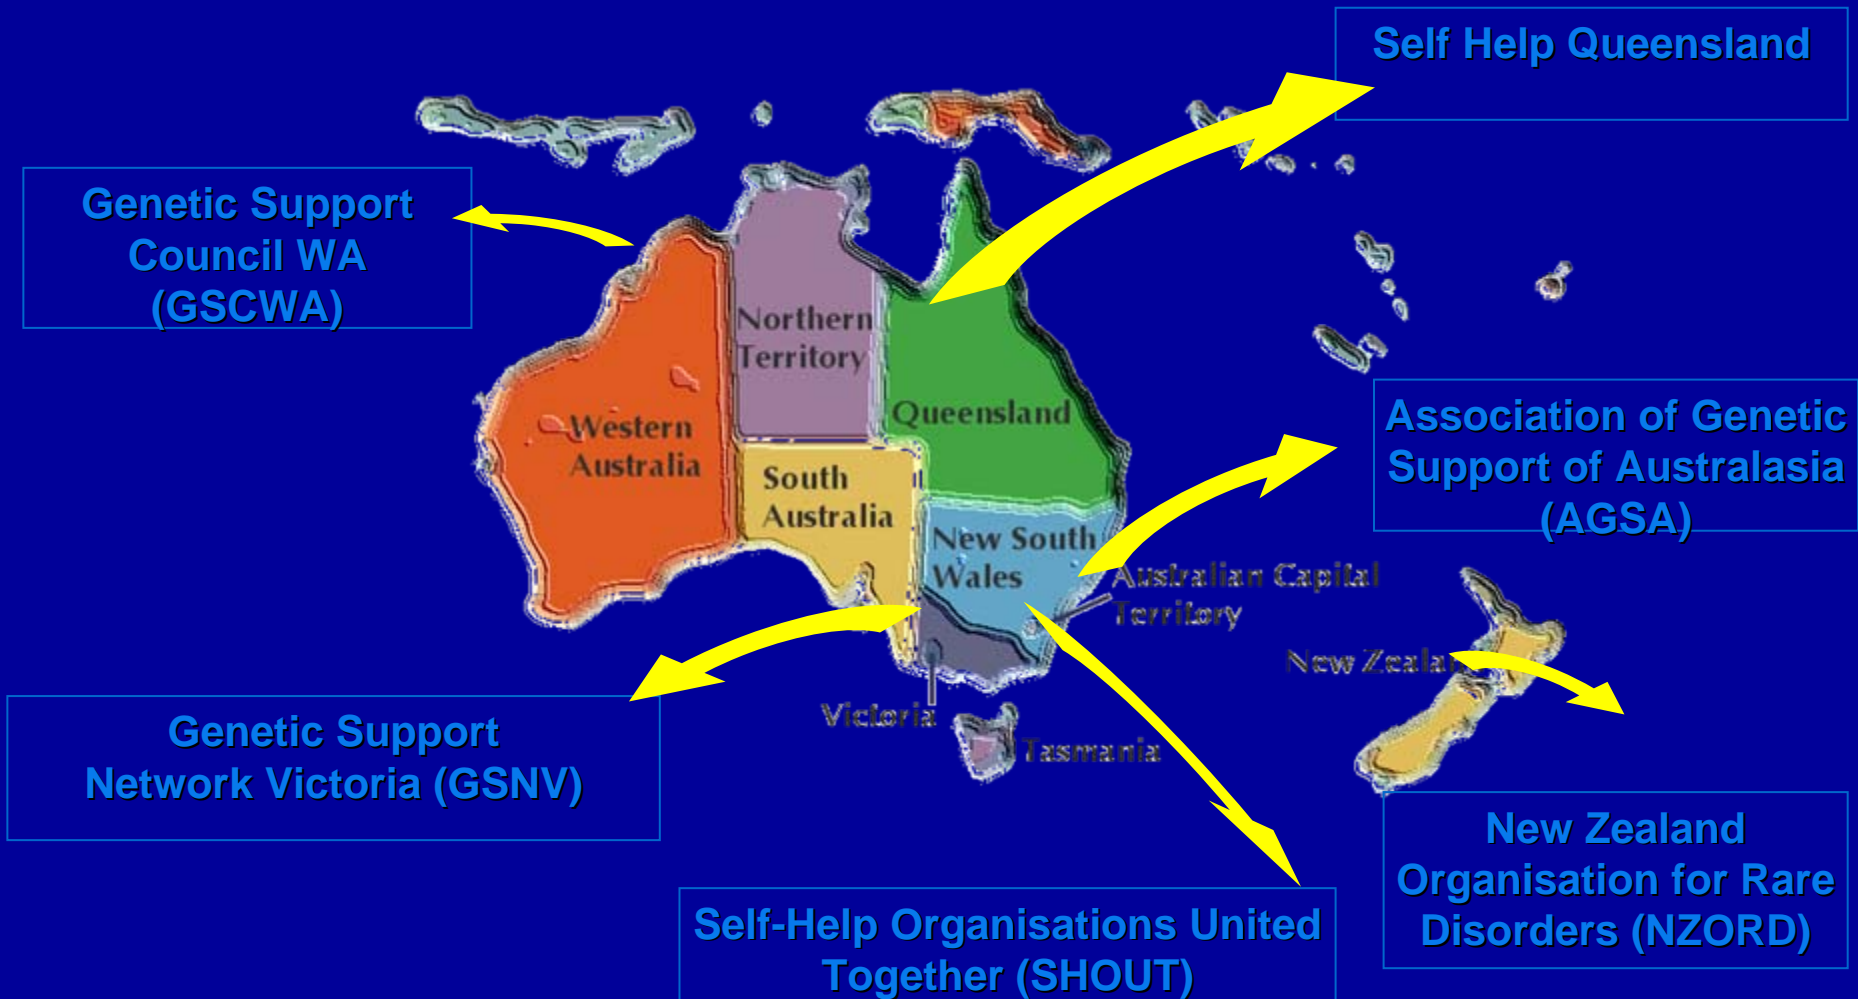 Self Help Queensland
Genetic Support
Council WA
(GSCWA)
Northern
Territory
Queensland
Western
Australia
South
Australia
New South
Wales
Association of Genetic
Support of Australasia
(AGSA)
Australian Capital
Territory
New
Victoria
Tasmania
Genetic Support
Network Victoria (GSNV)
New Zealand
Organisation for Rare
Disorders (NZORD)
Self-Help Organisations United
Together (SHOUT)